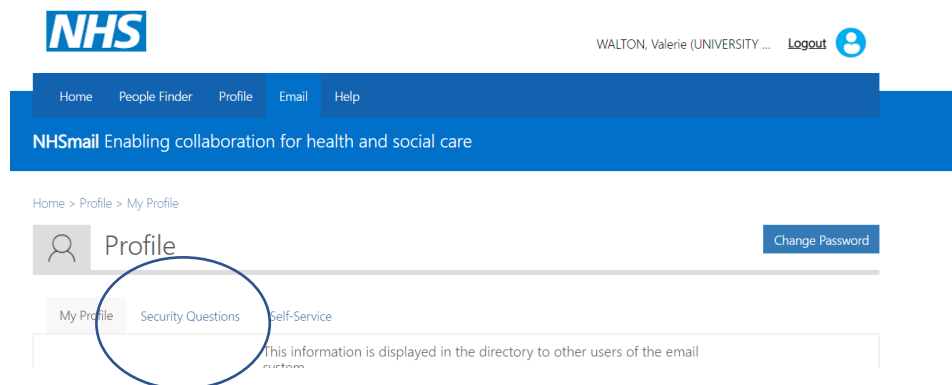 NHS
WALTON, Valerie (UNIVERSITY ... Logout
Home People Finder Profile Email Help
NHSmail Enabling collaboration for health and social care
Home > Profile > My Profile
Profile
Change Password
My Profile Security Questions Self-Service
This information is displayed in the directory to other users of the email
system